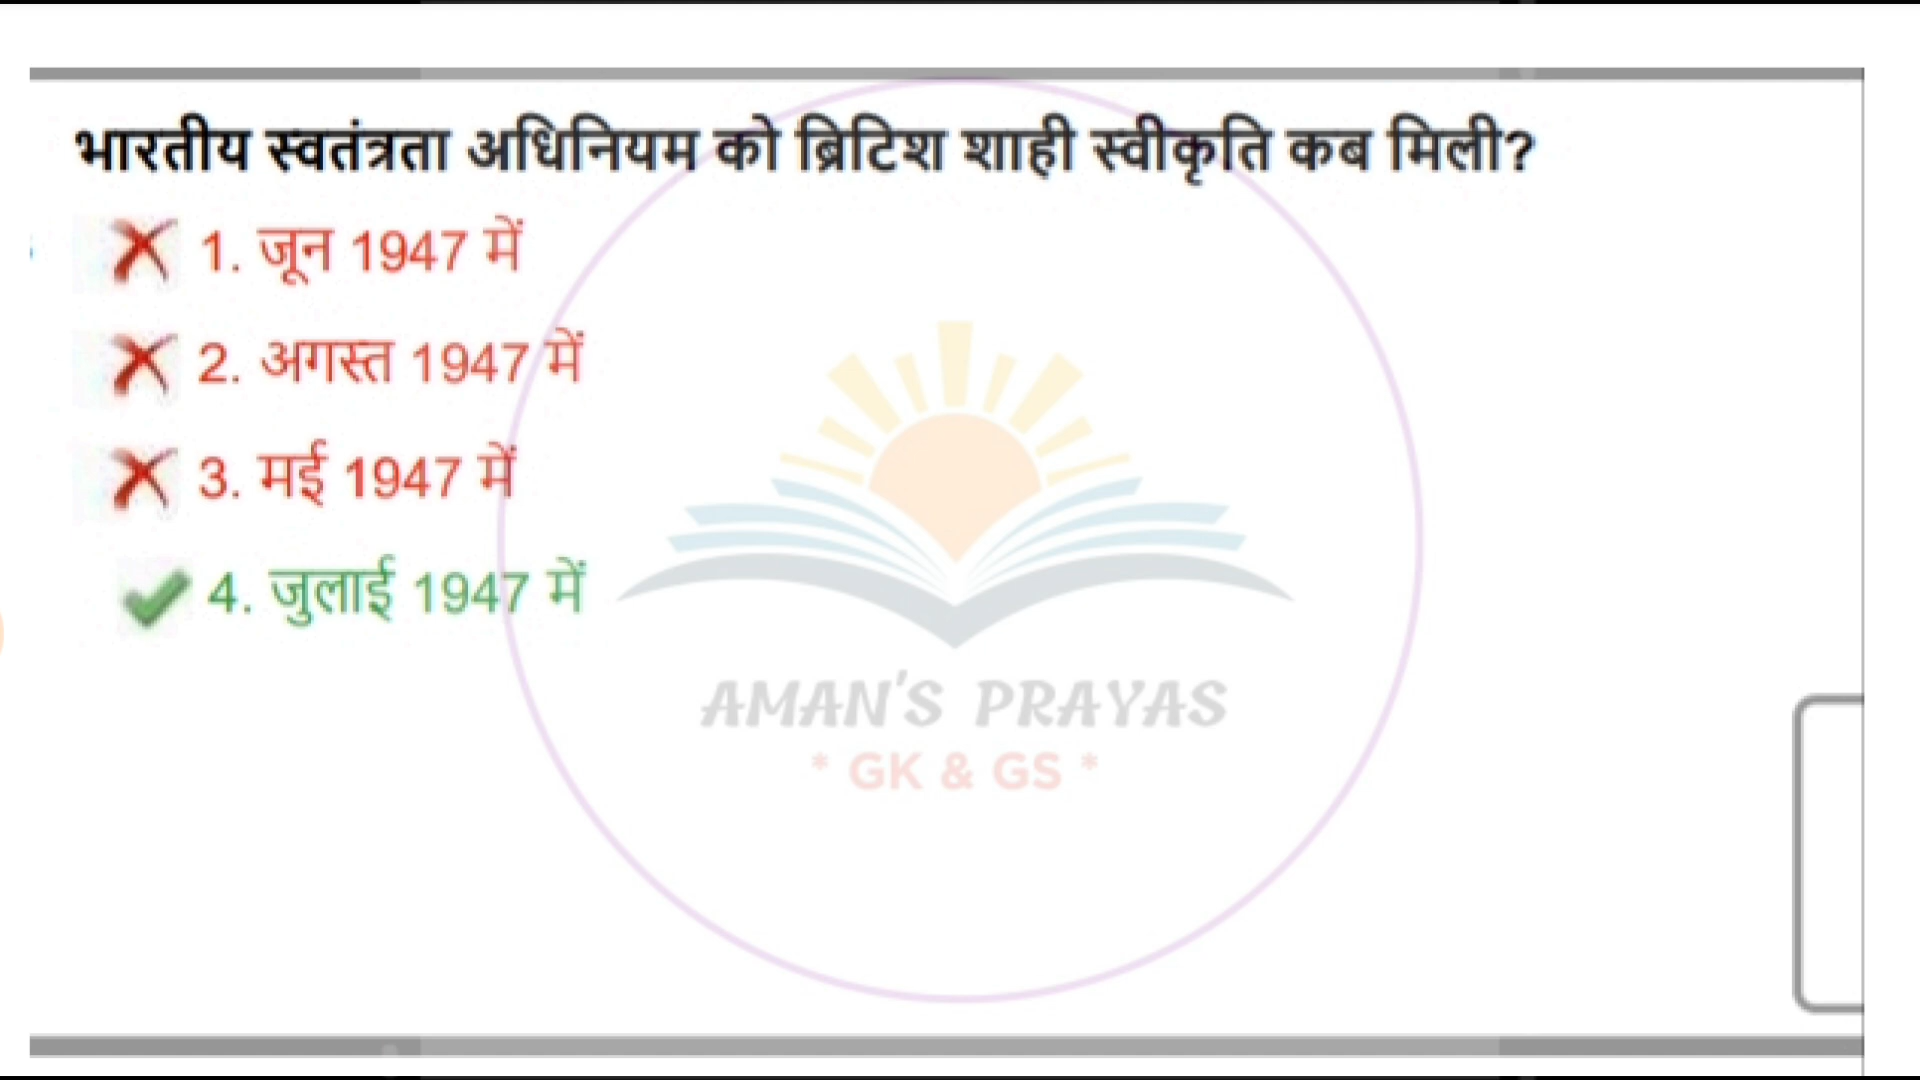 भारतीय स्वतंत्रता अधिनियम को ब्रिटिश शाही स्वीकृति कब मिली?
1. जून 1947 में
2. अगस्त 1947 में
3. मई 1947 में
4. जुलाई 1947 में
AMAN'S PRAYAS
* GK & GS *